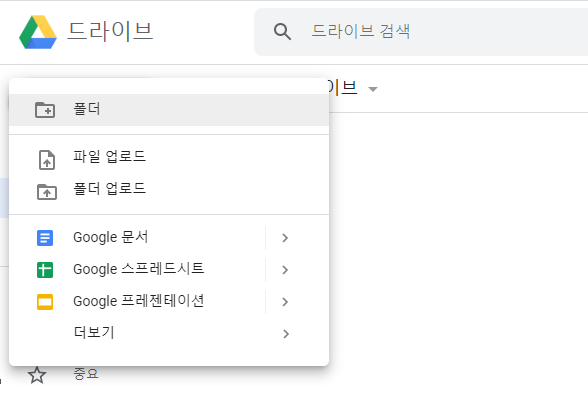 드라이브
드라이브 검색
이브
폴더
파일 업로드
폴더 업로드
Google 문서
Google 스프레드시트
Google 프레젠테이션
더보기
중요